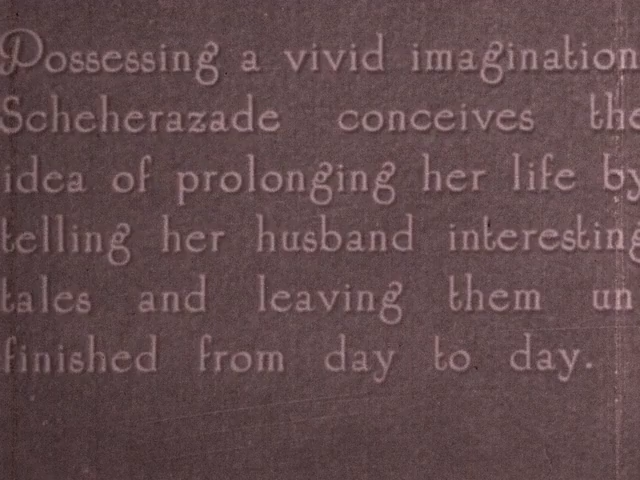 Possessing a vivid imagination
Scheherazade conceives the
idea of prolonging her life by
telling her husband interesting
tales and leaving them un
finished from day to day.